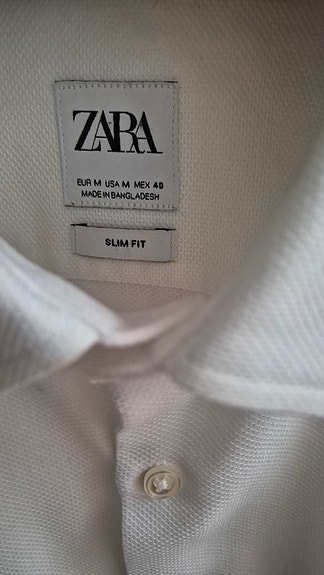 ZARA
EUR M USA M MEX 40
MADE IN BANGLADESH
SLIM FIT